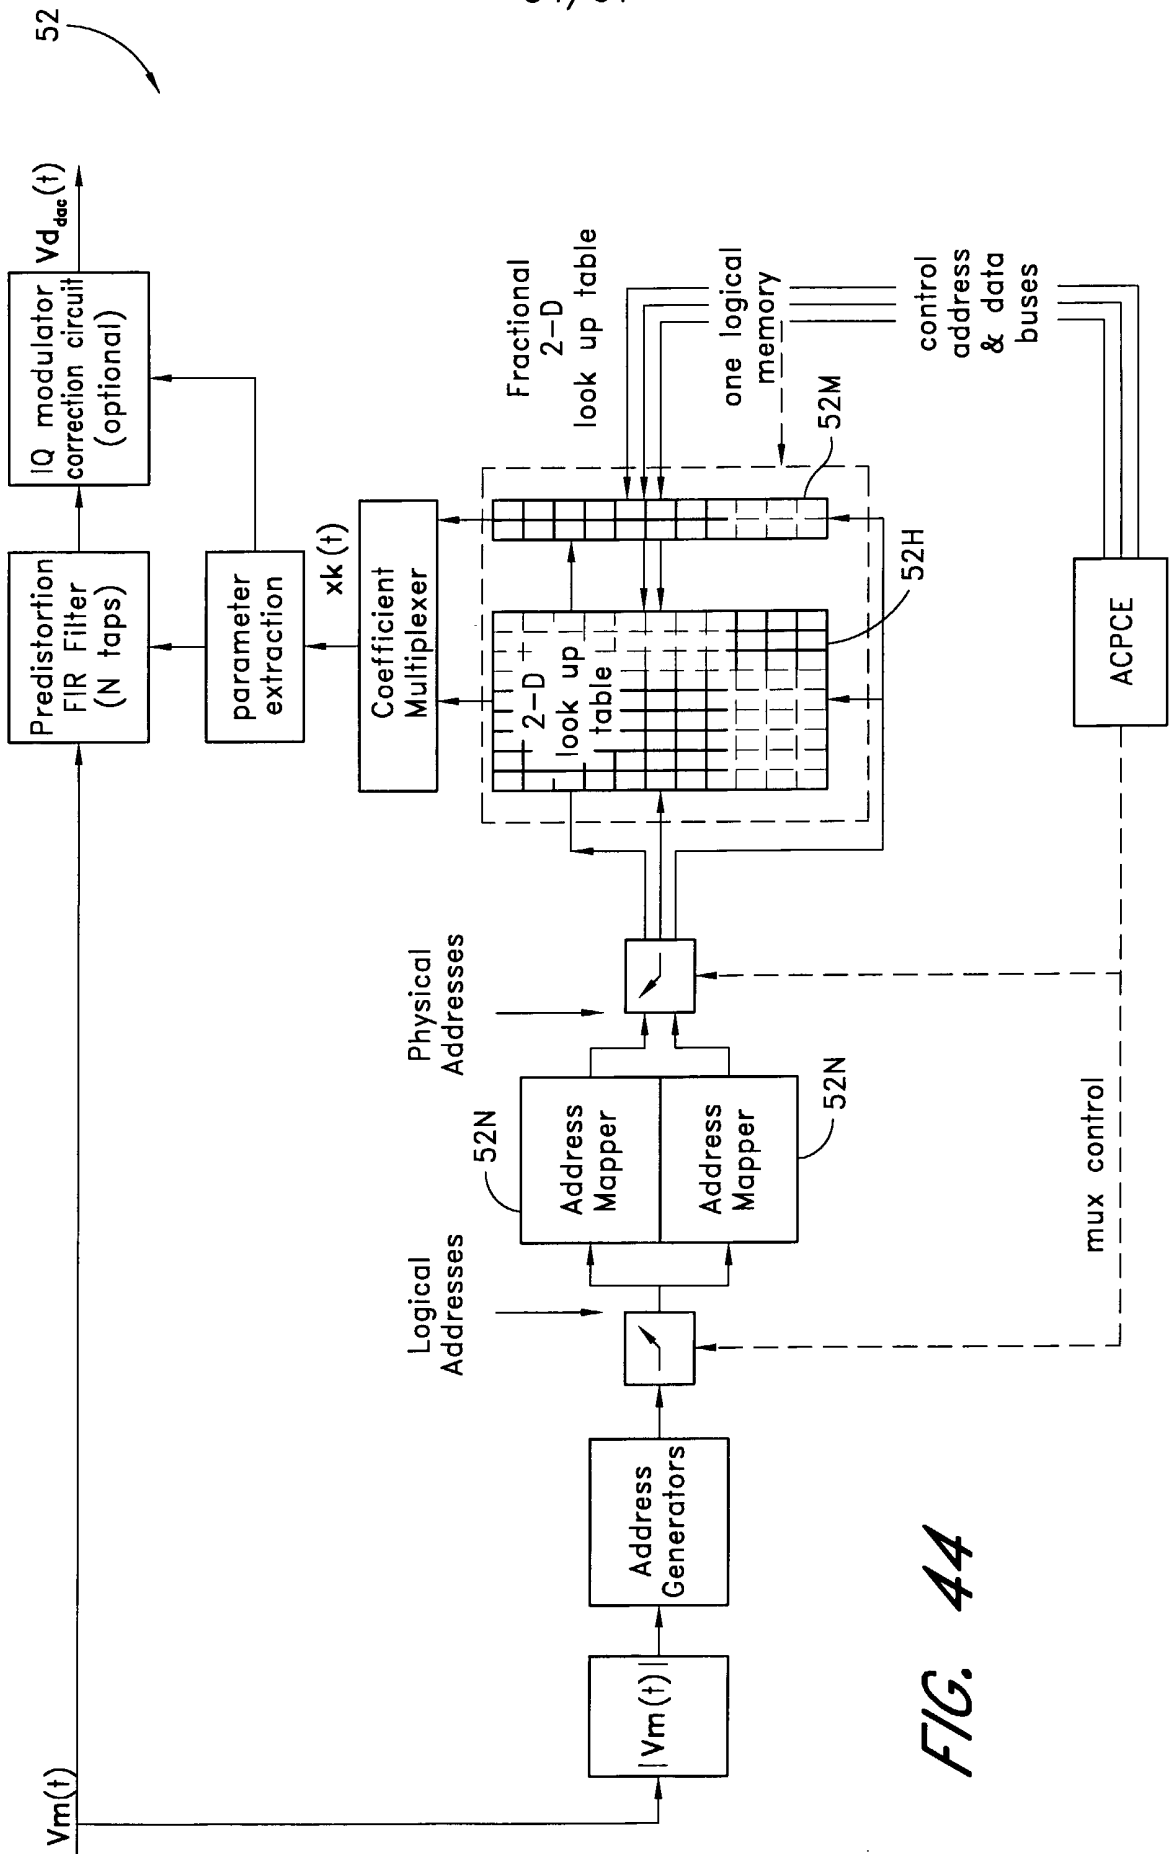 52
Vm(t)
Predistortion
FIR Filter
(N taps)
IQ modulator
correction circuit
(optional)
Vd dac (t)
parameter
extraction
xk(t)
Coefficient
Multiplexer
Fractional
2-D
look up table
2-D
look up
table
one logical
memory
52M
52H
control
address
& data
buses
|Vm(t)|
Address
Generators
Logical
Addresses
52N
Address
Mapper
Address
Mapper
52N
Physical
Addresses
mux control
ACPCE
FIG. 44